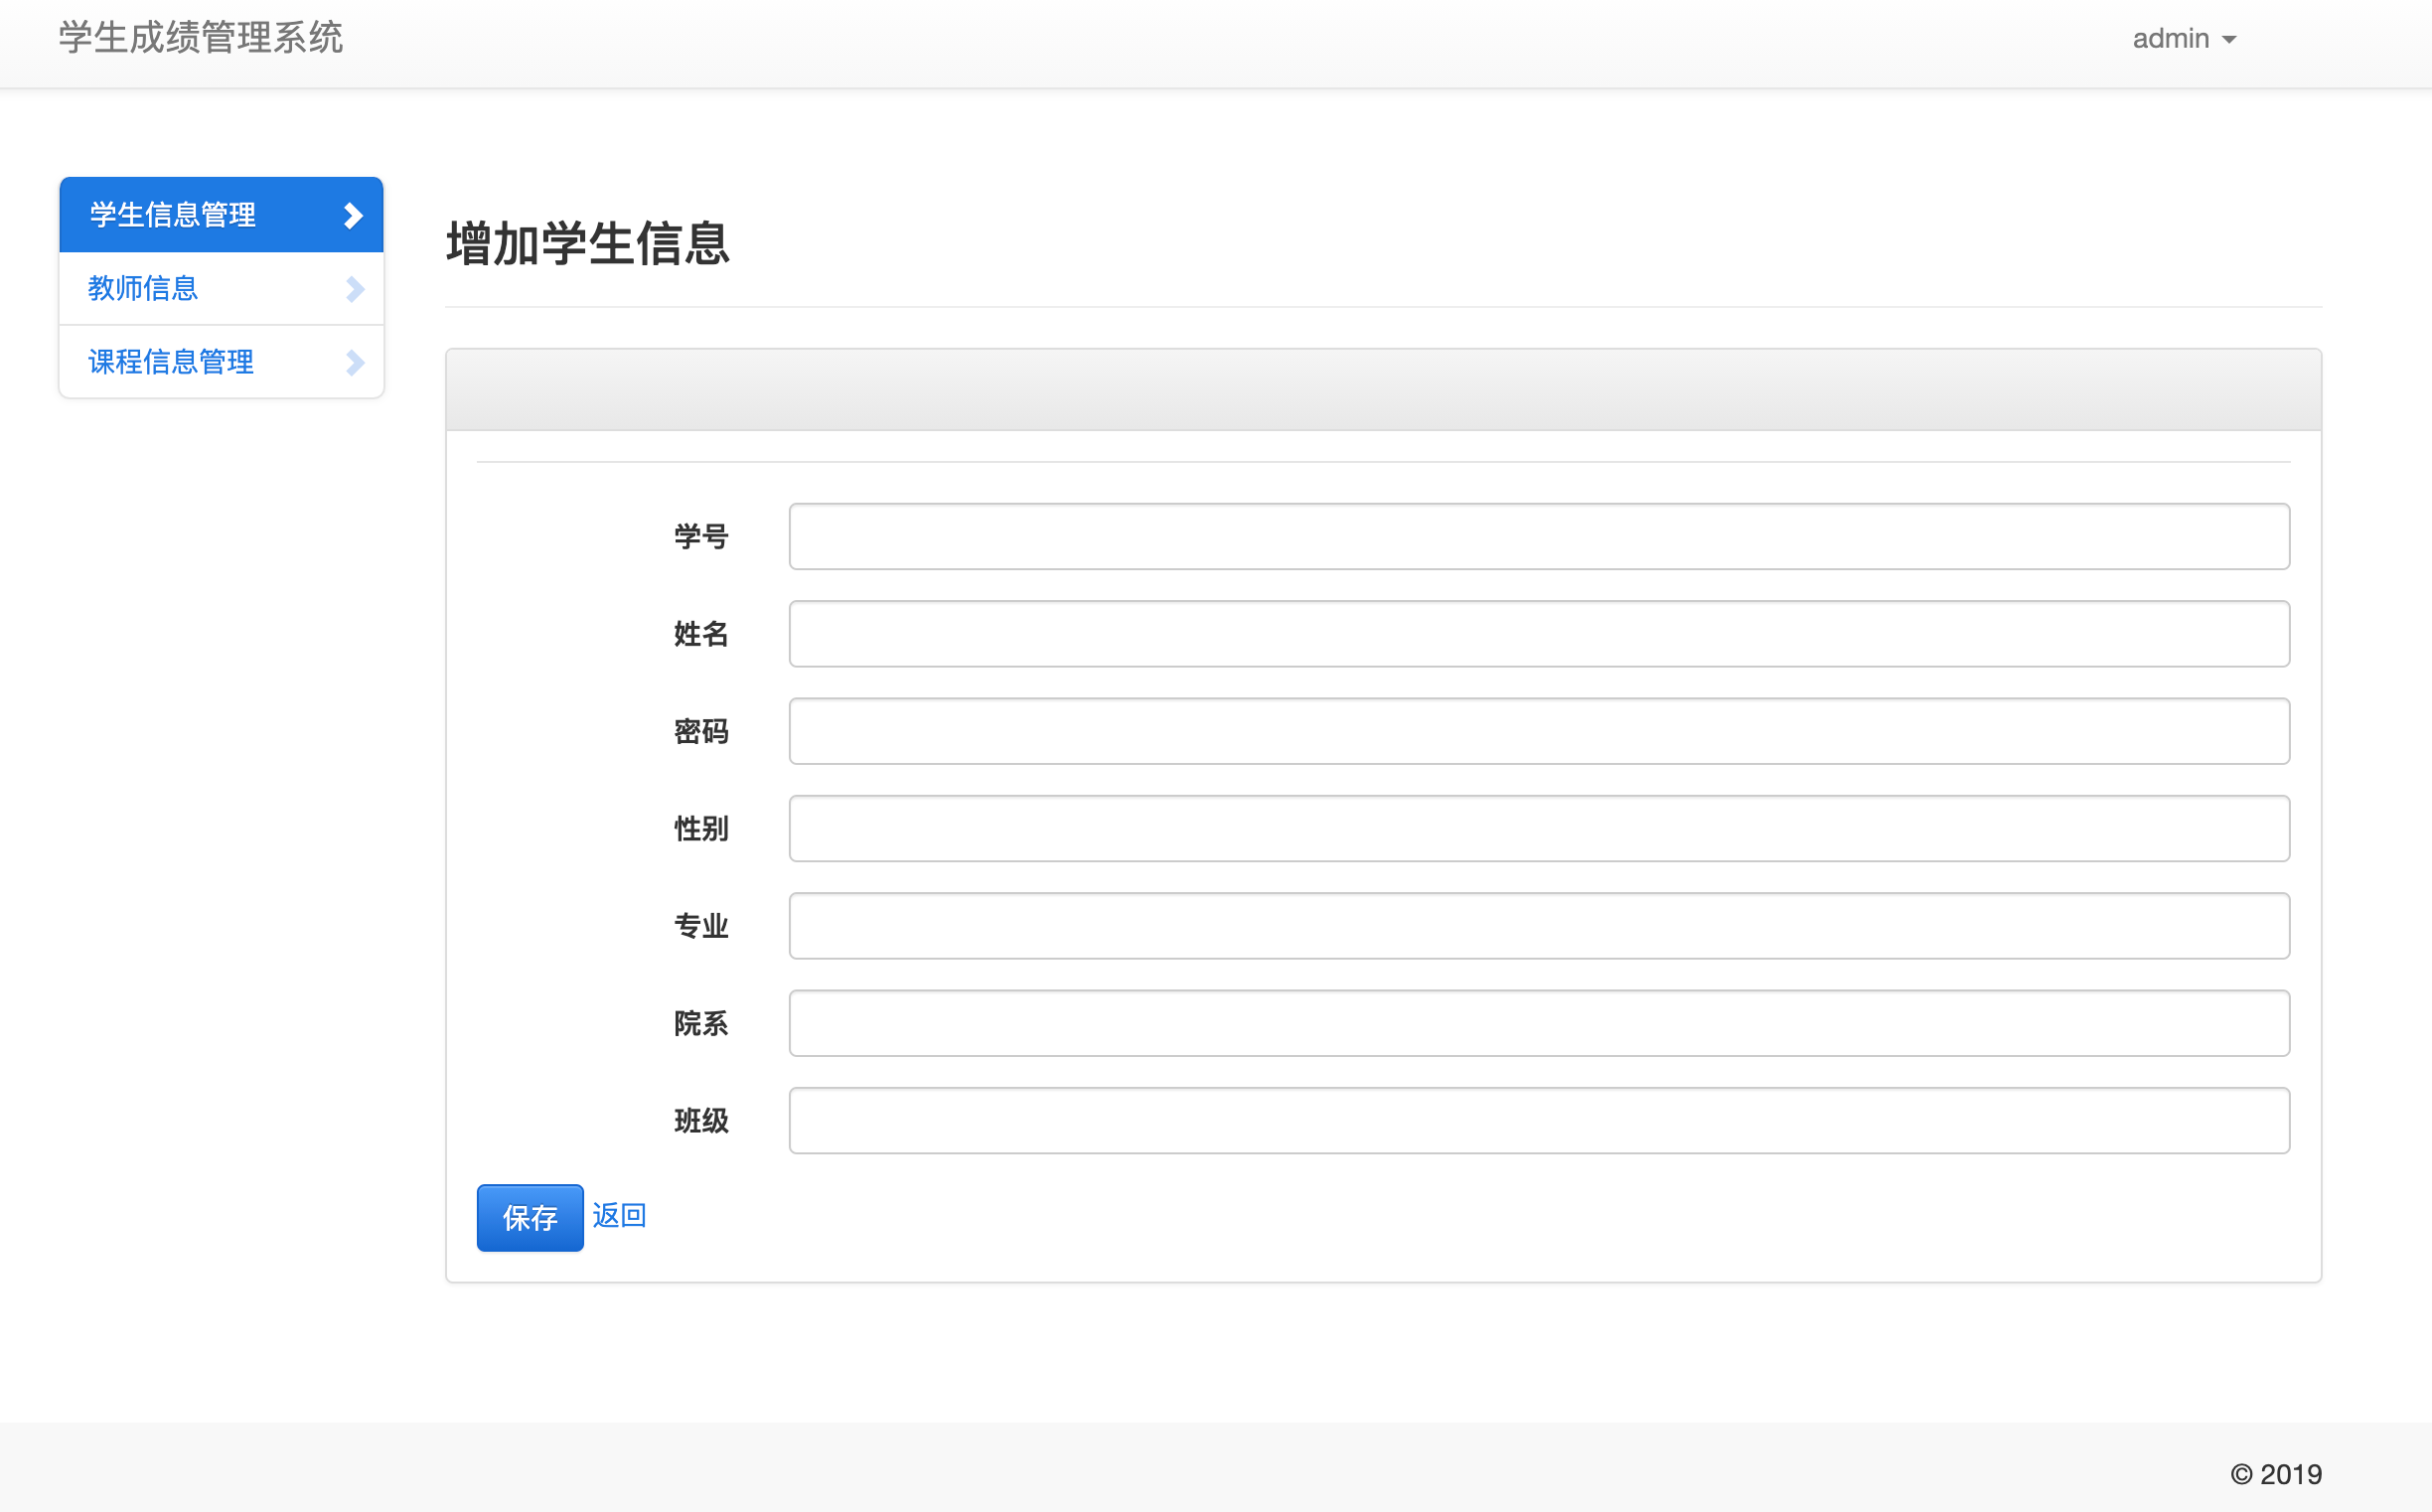 学生成绩管理系统
admin
学生信息管理
教师信息
课程信息管理
增加学生信息
学号
姓名
密码
性别
专业
院系
班级
保存 返回
© 2019